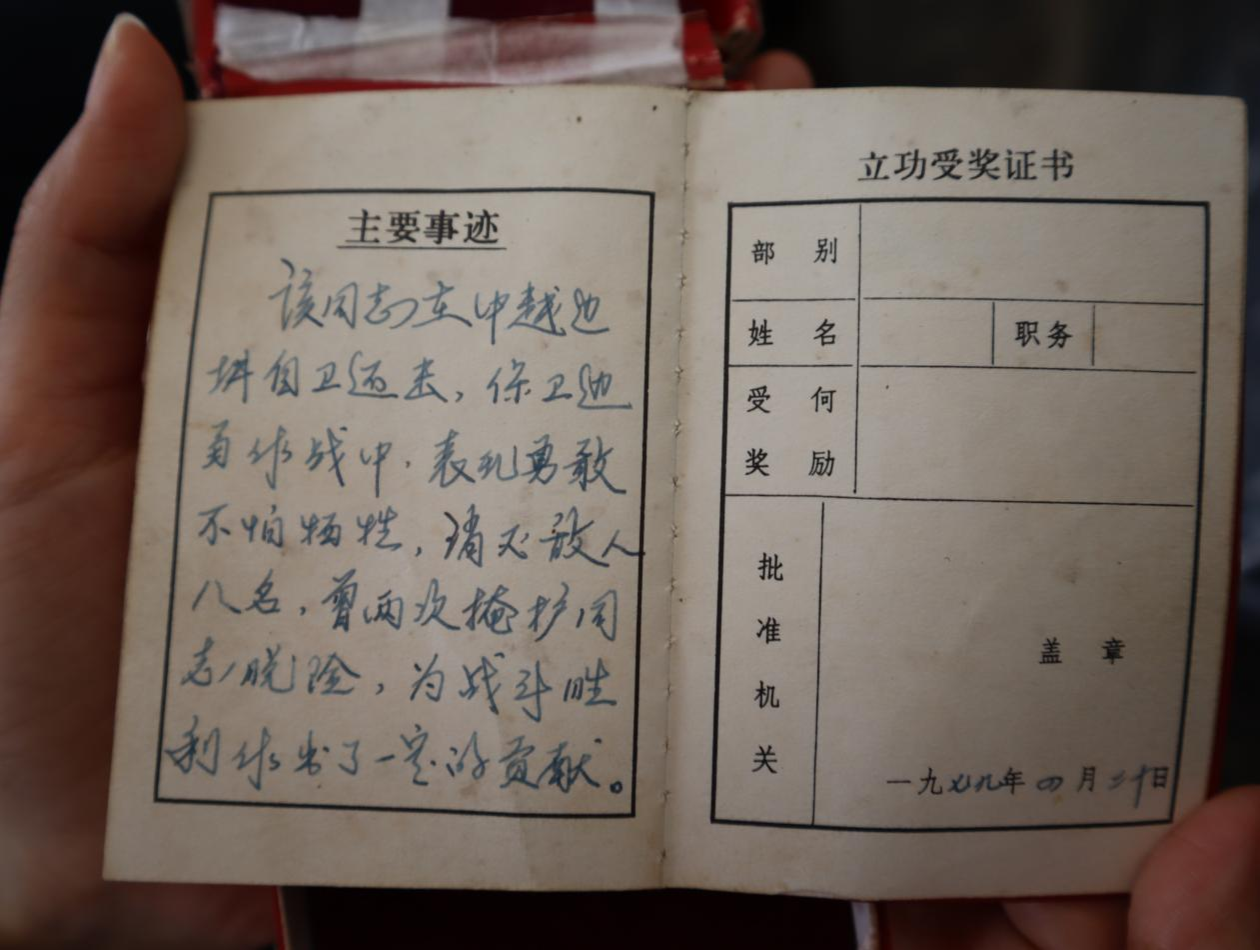 主要事迹
该同志在中越边
境自卫还击，保卫边
疆作战中，表现勇敢
不怕牺牲，消灭敌人
八名，曾两次掩护同
志脱险，为战斗胜
利作出了一定的贡献。
立功受奖证书
部 别
姓 名 职务
受 何
奖 励
批
准
机
关
盖 章
一九七九年四月二十日